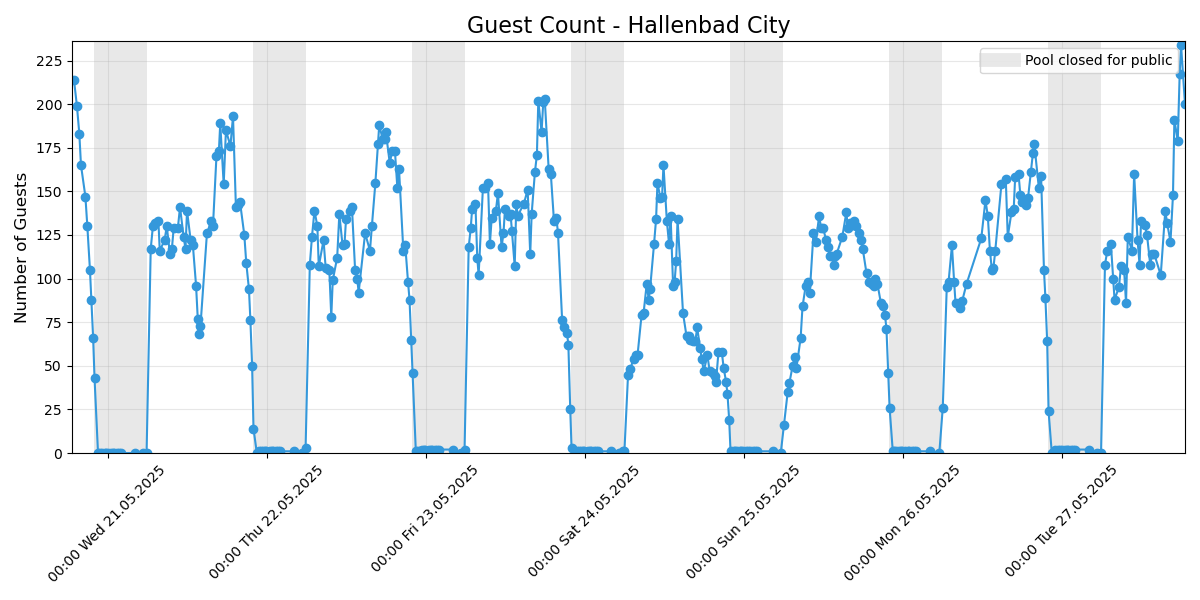 Guest Count - Hallenbad City
Pool closed for public
Number of Guests
225
200
175
150
125
100
75
50
25
0
00:00 Wed 21.05.2025
00:00 Thu 22.05.2025
00:00 Fri 23.05.2025
00:00 Sat 24.05.2025
00:00 Sun 25.05.2025
00:00 Mon 26.05.2025
00:00 Tue 27.05.2025